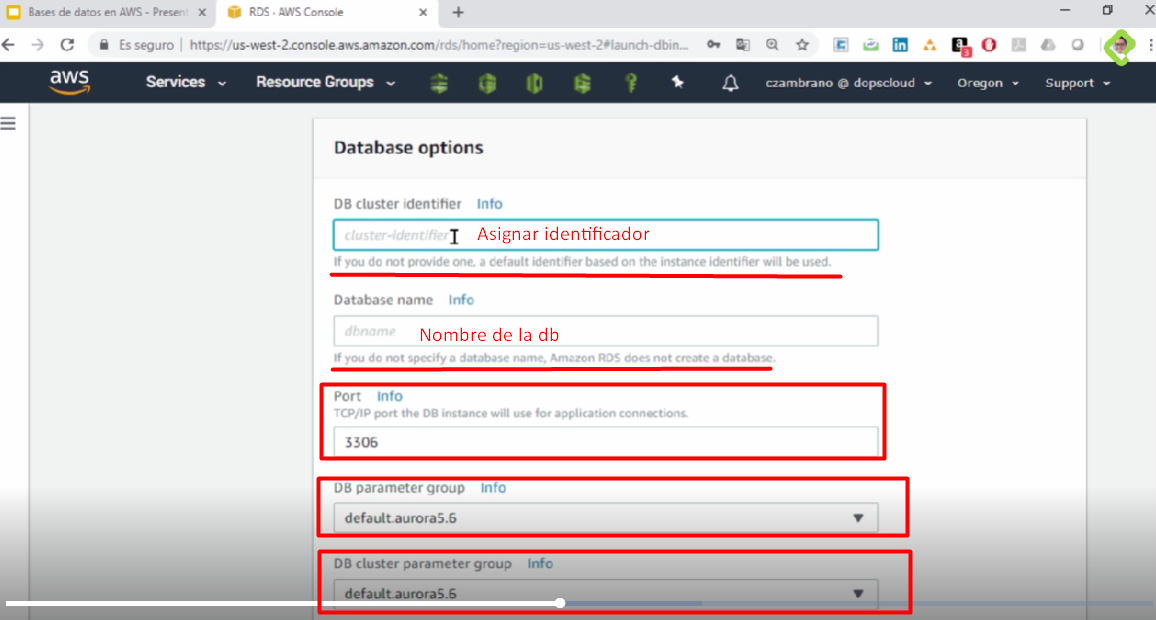 Bases de datos en AWS - Present
RDS - AWS Console
Es seguro
https://us-west-2.console.aws.amazon.com/rds/home?region=us-west-2#launch-dbin...
aws
Services
Resource Groups
czambrano @ dopscloud
Oregon
Support
Database options
DB cluster identifier Info
cluster-identifier
Asignar identificador
If you do not provide one, a default identifier based on the instance identifier will be used.
Database name Info
dbname
Nombre de la db
If you do not specify a database name, Amazon RDS does not create a database.
Port Info
TCP/IP port the DB instance will use for application connections.
3306
DB parameter group Info
default.aurora5.6
DB cluster parameter group Info
default.aurora5.6